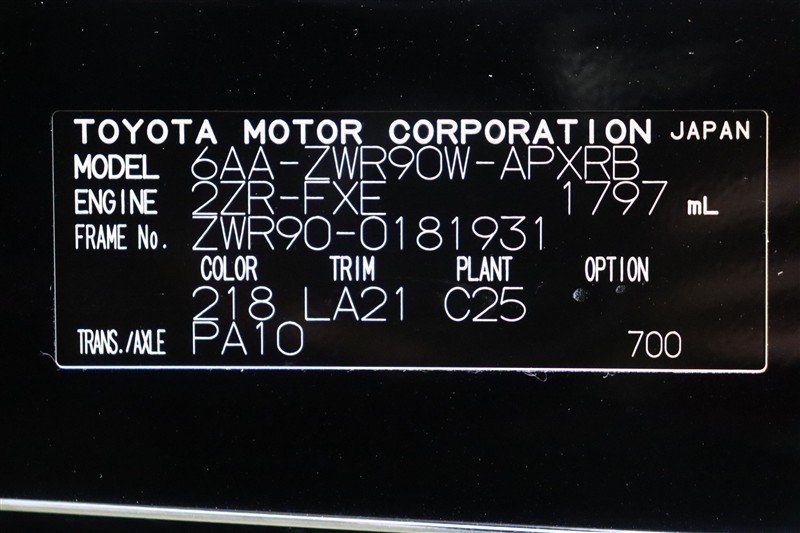 TOYOTA MOTOR CORPORATION JAPAN
MODEL 6AA-ZWR90W-APXRB
ENGINE 2ZR-FXE 1797 mL
FRAME No. ZWR90-0181931
COLOR TRIM PLANT OPTION
218 LA21 C25
TRANS./AXLE PA10 700